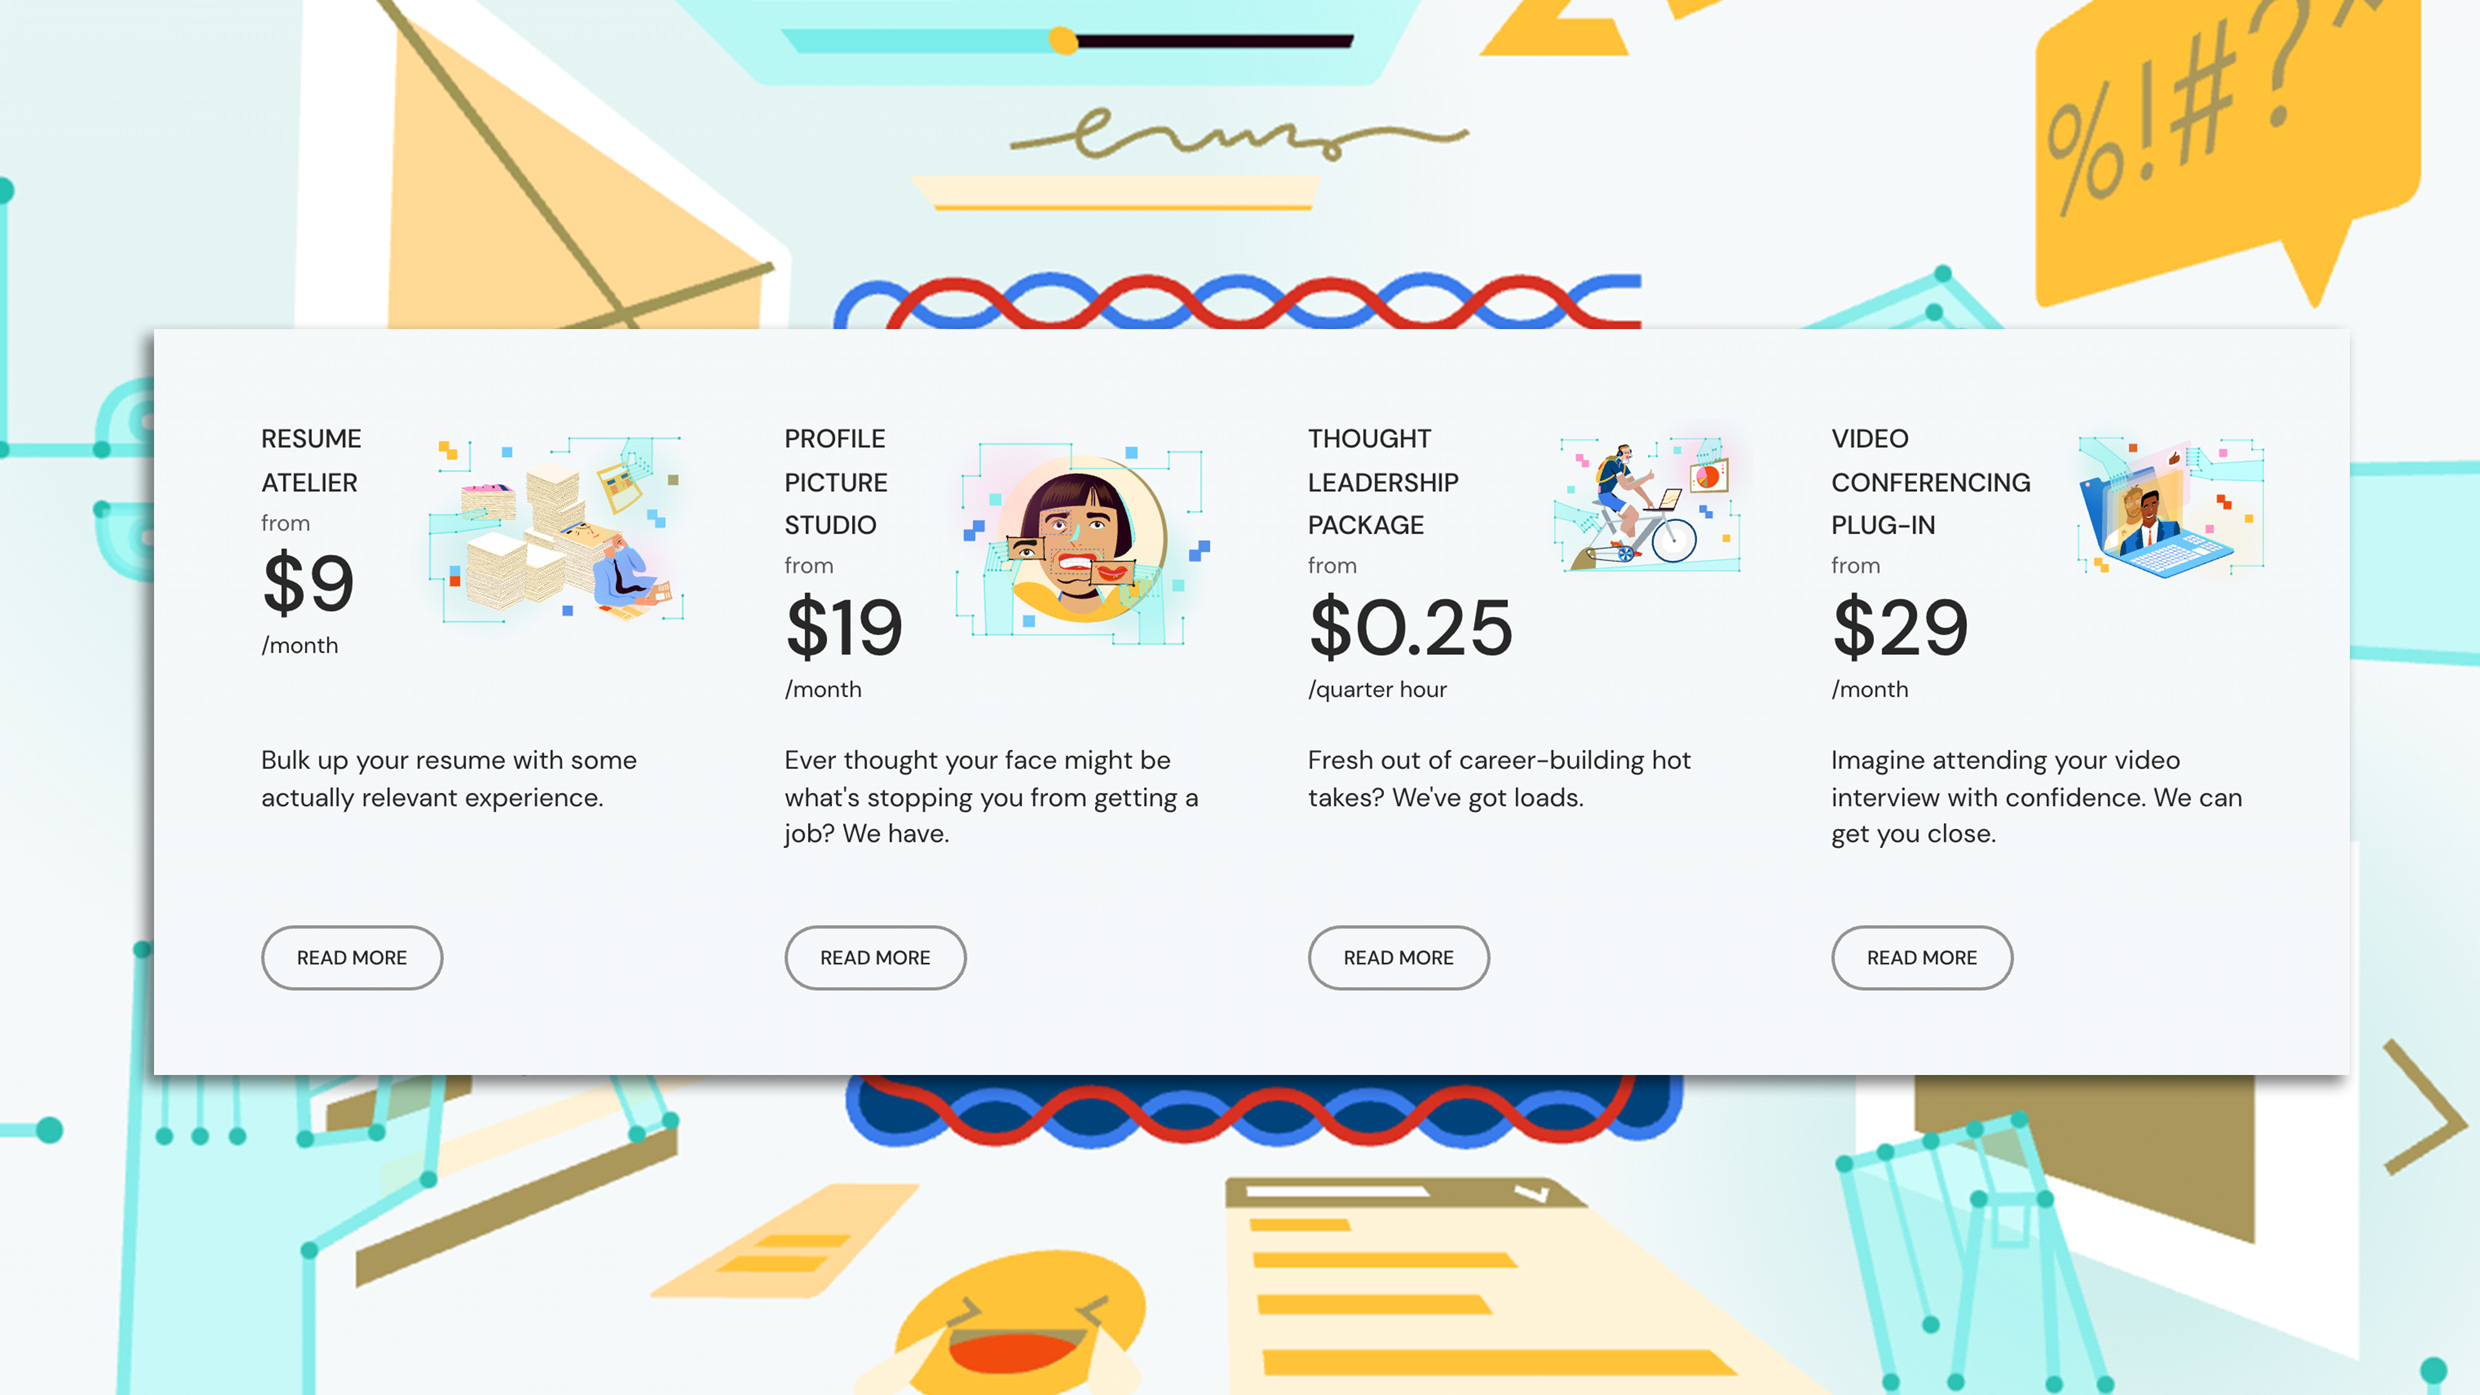 %!#?
RESUME
ATELIER
from
$9
/month
Bulk up your resume with some
actually relevant experience.
READ MORE
PROFILE
PICTURE
STUDIO
from
$19
/month
Ever thought your face might be
what's stopping you from getting a
job? We have.
READ MORE
THOUGHT
LEADERSHIP
PACKAGE
from
$0.25
/quarter hour
Fresh out of career-building hot
takes? We've got loads.
READ MORE
VIDEO
CONFERENCING
PLUG-IN
from
$29
/month
Imagine attending your video
interview with confidence. We can
get you close.
READ MORE